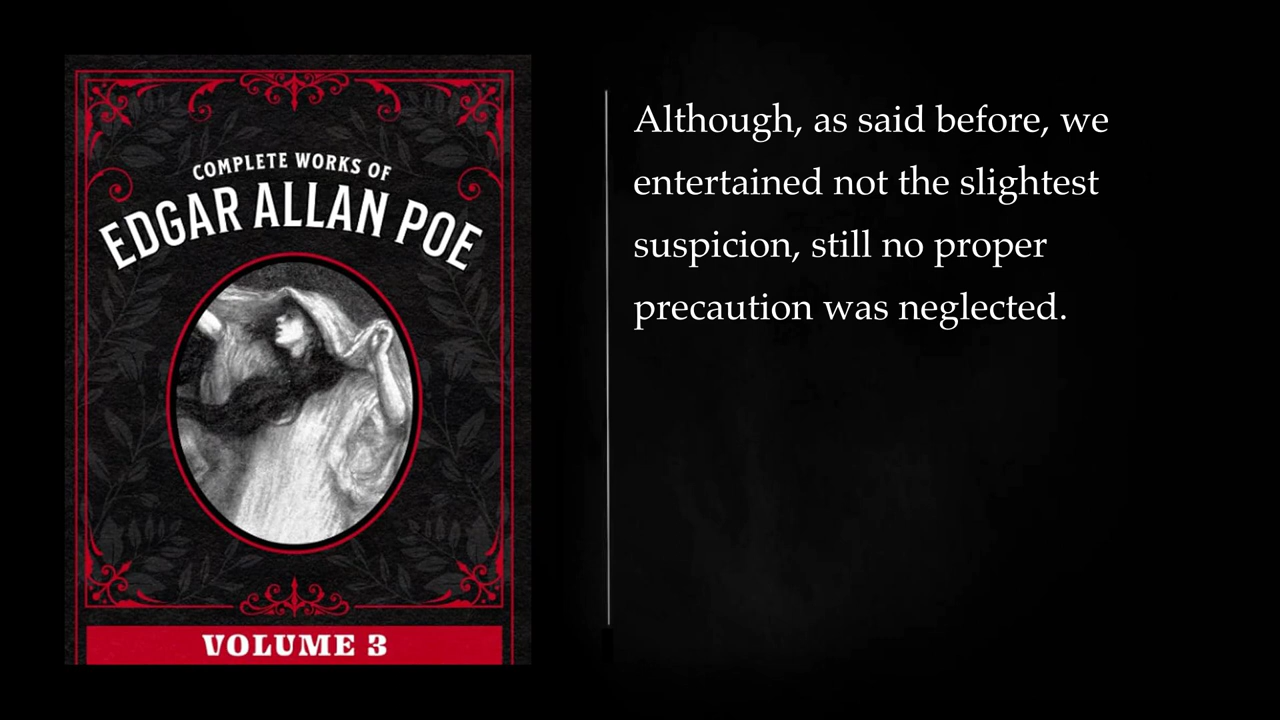 COMPLETE WORKS OF
EDGAR ALLAN POE
VOLUME 3
Although, as said before, we
entertained not the slightest
suspicion, still no proper
precaution was neglected.